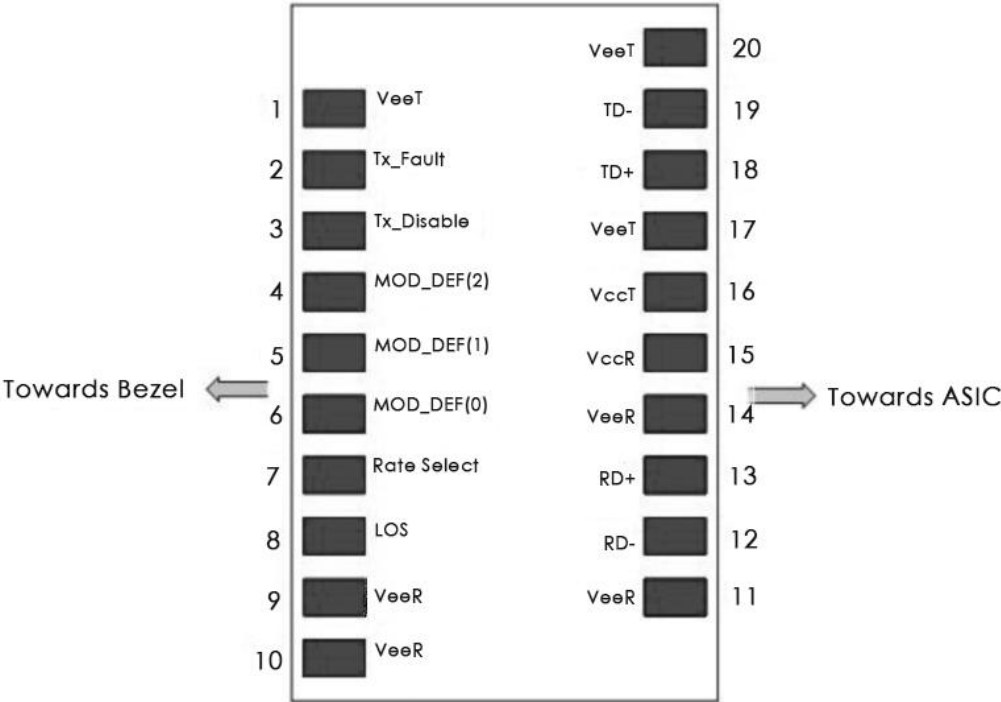 VeeT 20
1 VeeT
TD- 19
2 Tx_Fault
TD+ 18
3 Tx_Disable
VeeT 17
4 MOD_DEF(2)
VccT 16
5 MOD_DEF(1)
VccR 15
Towards Bezel
6 MOD_DEF(0)
VeeR 14
Towards ASIC
7 Rate Select
RD+ 13
8 LOS
RD- 12
9 VeeR
VeeR 11
10 VeeR